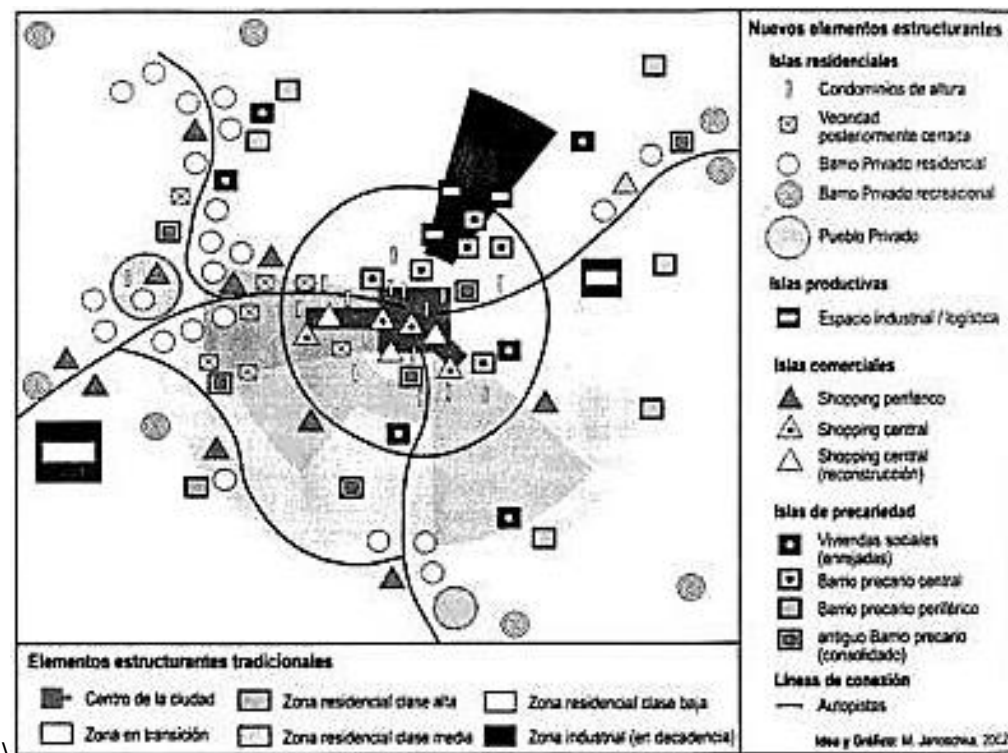 Nuevos elementos estructurantes
Islas residenciales
Condominios de altura
Vecindad
posteriormente cerrada
Barrio Privado residencial
Barrio Privado recreacional
Pueblo Privado
Islas productivas
Espacio industrial / logística
Islas comerciales
Shopping periférico
Shopping central
Shopping central
(reconstrucción)
Islas de precariedad
Viviendas sociales
(enrejadas)
Barrio precario central
Barrio precario periférico
antiguo Barrio precario
(consolidado)
Líneas de conexión
Autopistas
Idea y Gráfico: M. Janoschka,
Elementos estructurantes tradicionales
Centro de la ciudad
Zona residencial clase alta
Zona residencial clase baja
Zona en transición
Zona residencial clase media
Zona industrial (en decadencia)
\